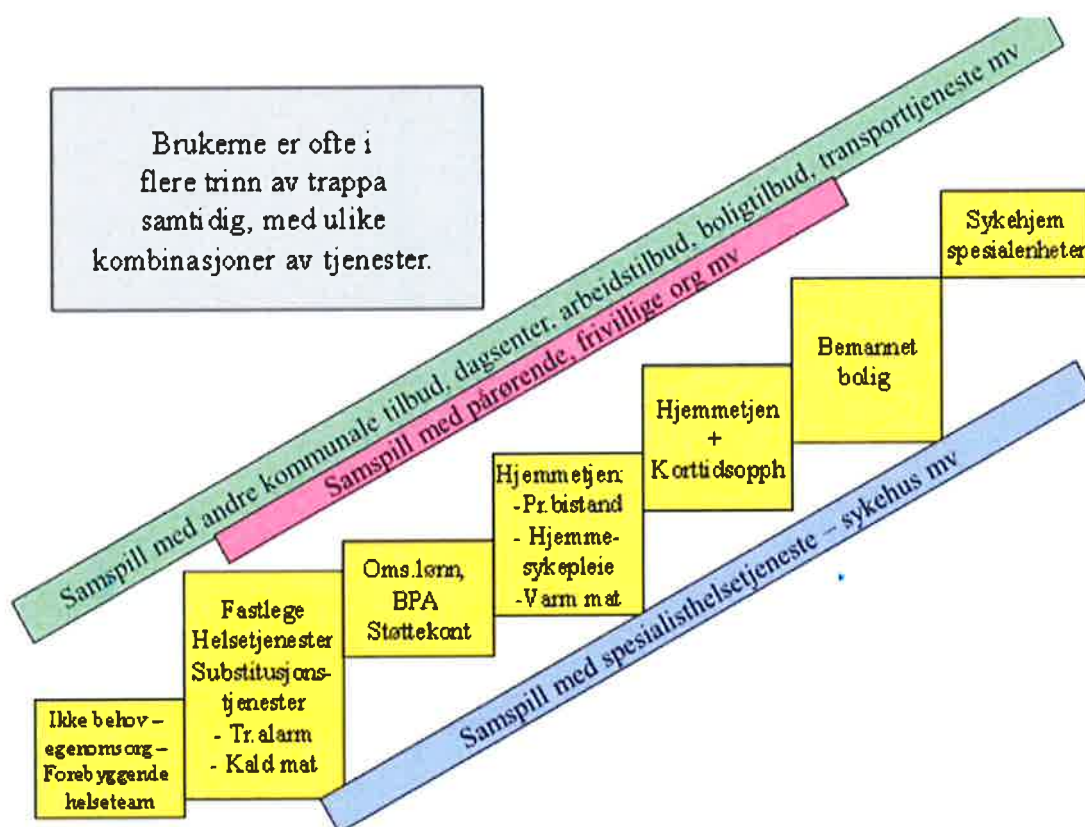 Brukerne er ofte i
flere trinn av trappa
samtidig, med ulike
kombinasjoner av tjenester.
Samspill med andre kommunale tilbud, dagsenter, arbeidstilbud, boligtilbud, transporttjeneste mv
Samspill med pårørende, frivillige org mv
Sykehjem
spesialenheter
Bemannet
bolig
Hjemmetjen
+
Korttidsopph
Hjemmetjen:
-Pr.bistand
- Hjemme-
sykepleie
-Varm mat
Oms.lønn,
BPA
Støttekont
Fastlege
Helsetjenester
Substitusjons-
tjenester
- Tr.alarm
- Kald mat
Ikke behov –
egenomsorg –
Forebyggende
helseteam
Samspill med spesialisthelsetjeneste – sykehus mv